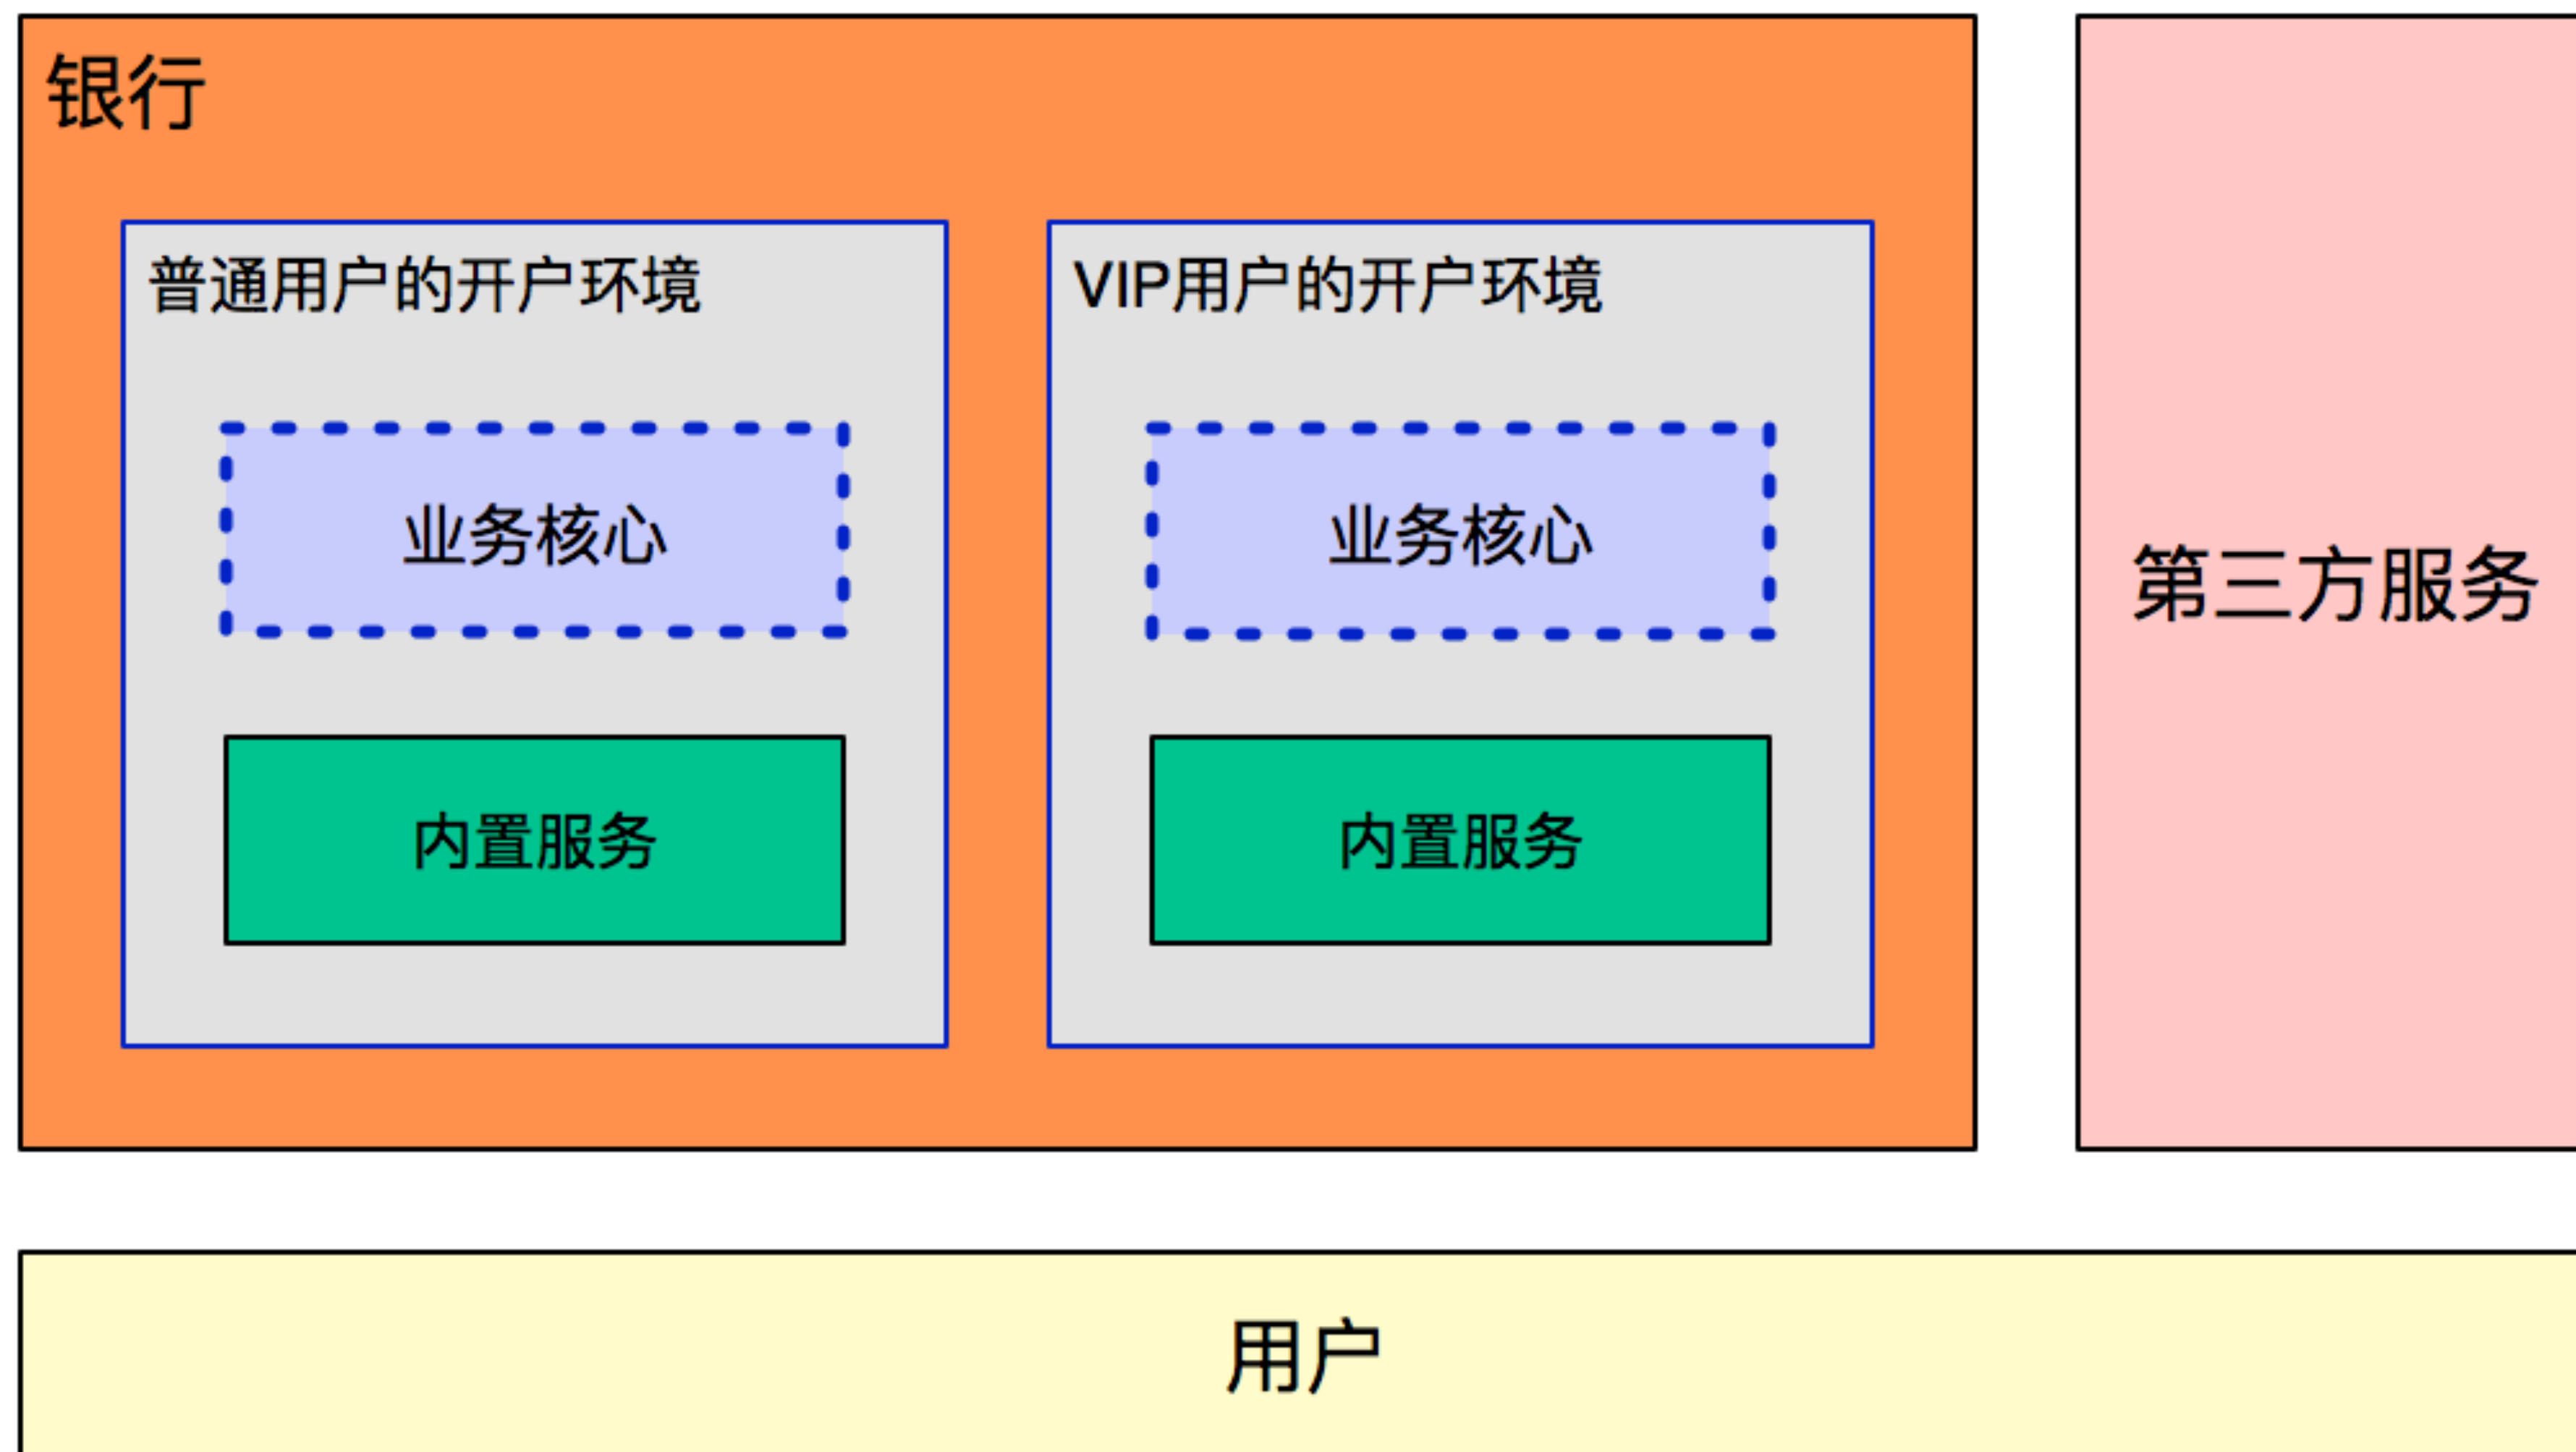 银行
普通用户的开户环境
业务核心
内置服务
VIP用户的开户环境
业务核心
内置服务
第三方服务
用户